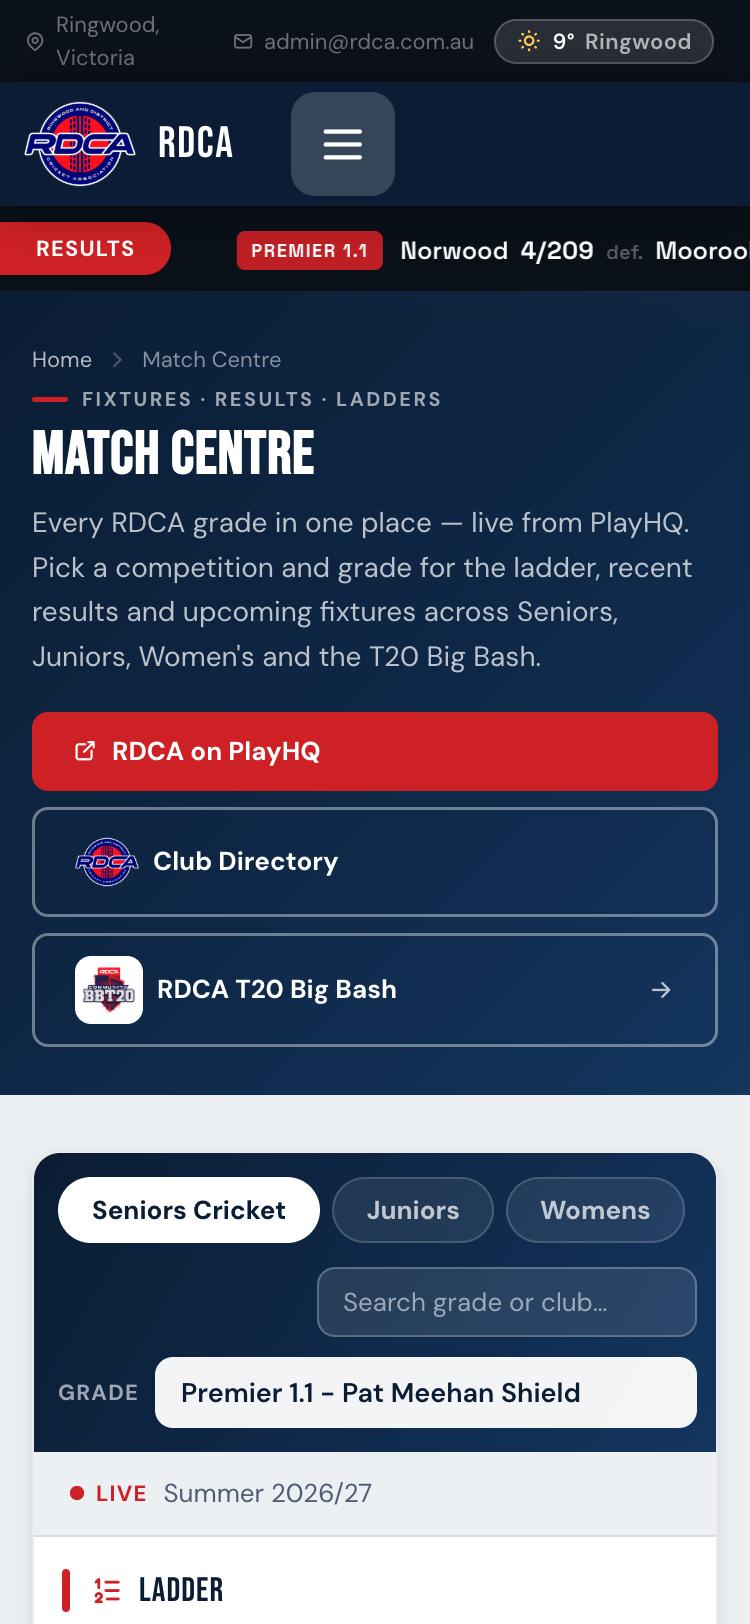 Ringwood,
Victoria
admin@rdca.com.au
9° Ringwood
RDCA
RDCA
RESULTS
PREMIER 1.1 Norwood 4/209 def. Mooroo
Home > Match Centre
FIXTURES · RESULTS · LADDERS
MATCH CENTRE
Every RDCA grade in one place — live from PlayHQ.
Pick a competition and grade for the ladder, recent
results and upcoming fixtures across Seniors,
Juniors, Women's and the T20 Big Bash.
RDCA on PlayHQ
RDCA
Club Directory
BBT20
RDCA T20 Big Bash
Seniors Cricket
Juniors
Womens
Search grade or club...
GRADE
Premier 1.1 - Pat Meehan Shield
LIVE Summer 2026/27
LADDER